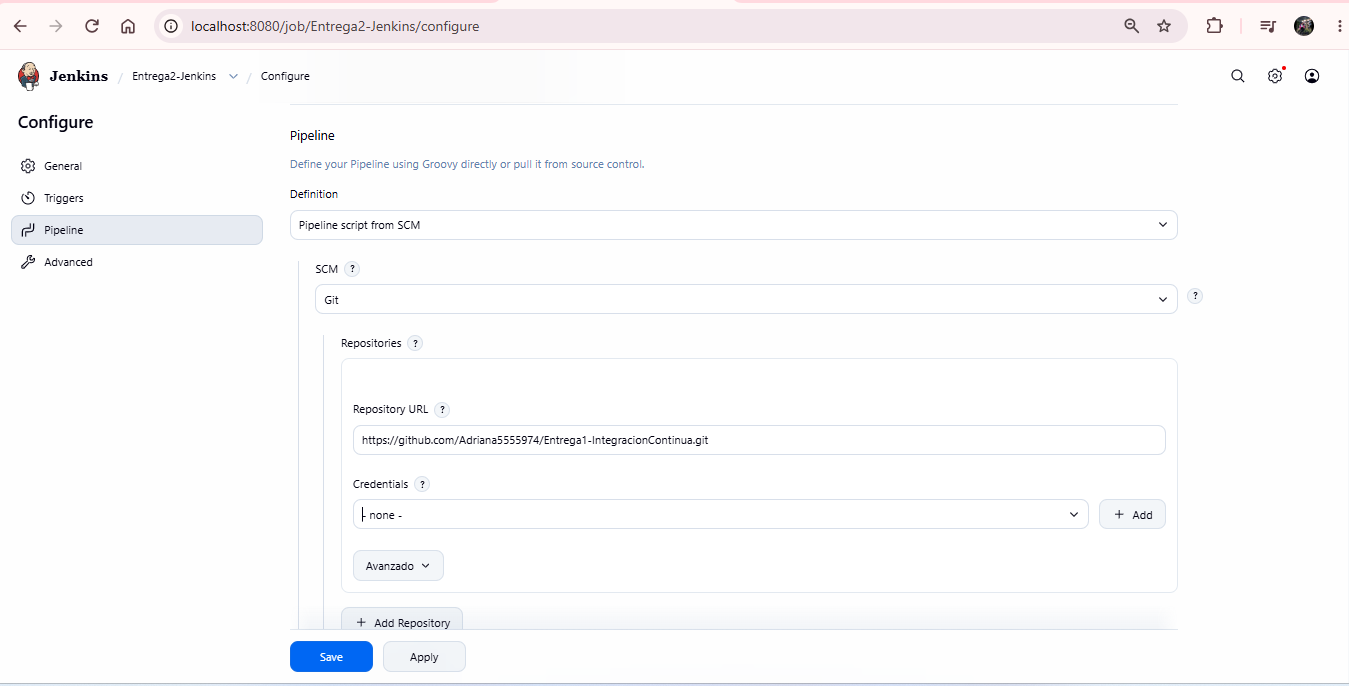 localhost:8080/job/Entrega2-Jenkins/configure
Jenkins / Entrega2-Jenkins / Configure
Configure
General
Triggers
Pipeline
Advanced
Pipeline
Define your Pipeline using Groovy directly or pull it from source control.
Definition
Pipeline script from SCM
SCM ?
Git
?
Repositories ?
Repository URL ?
https://github.com/Adriana5555974/Entrega1-IntegracionContinua.git
Credentials ?
- none -
+ Add
Avanzado
+ Add Repository
Save
Apply